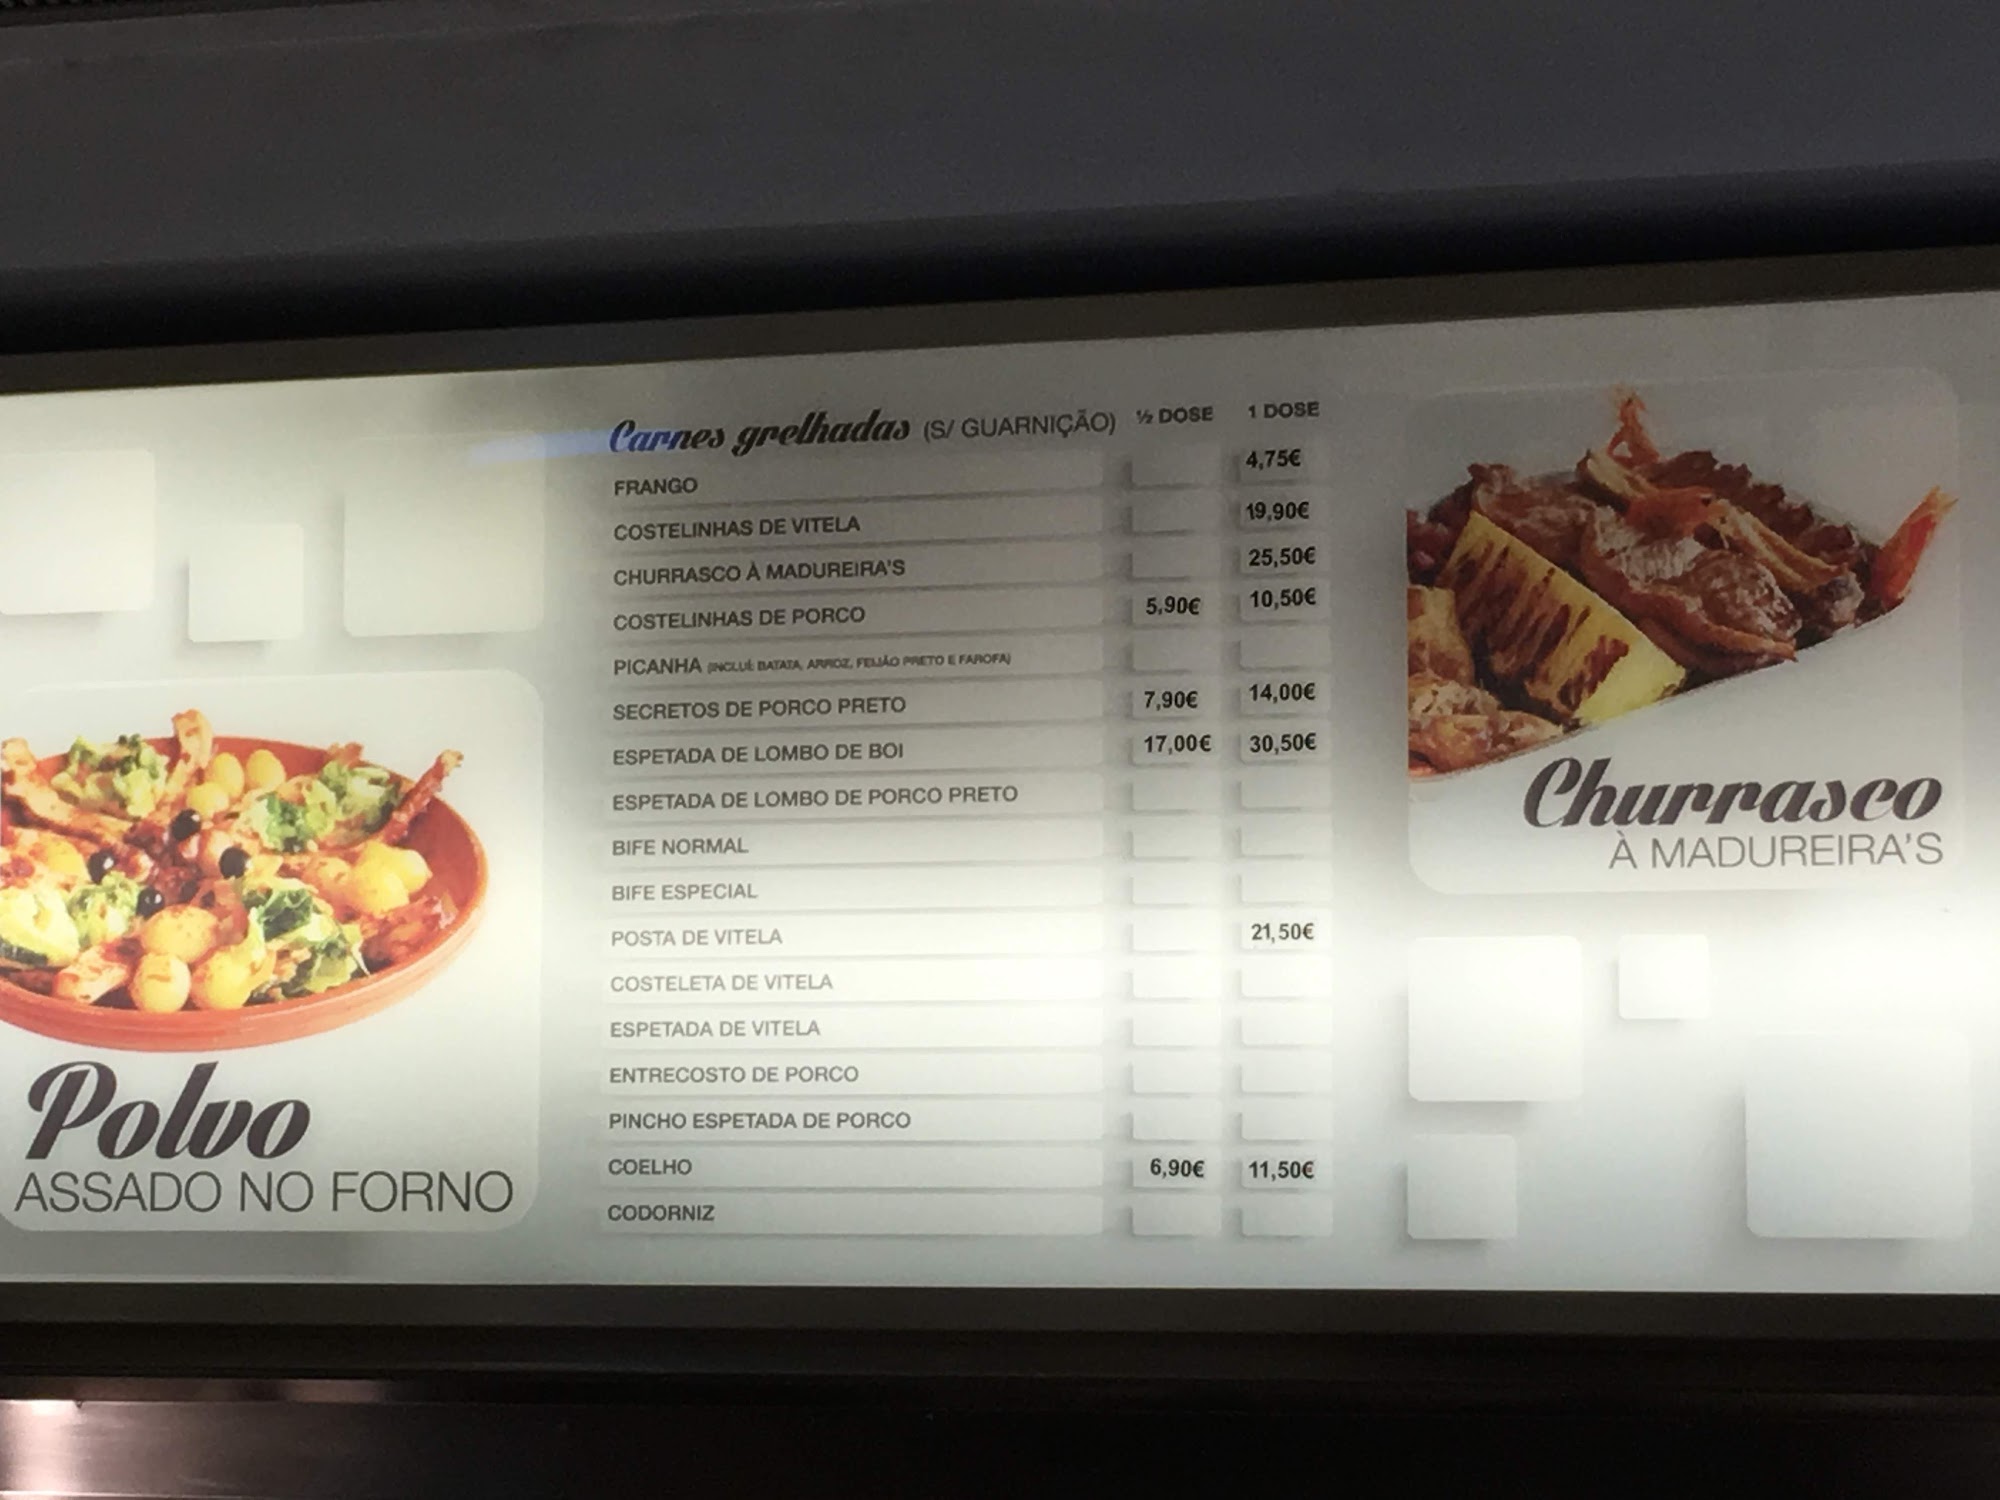 Carnes grelhadas (S/ GUARNIÇÃO) ½ DOSE 1 DOSE
FRANGO 4,75€
COSTELINHAS DE VITELA 19,90€
CHURRASCO À MADUREIRA'S 25,50€
COSTELINHAS DE PORCO 5,90€ 10,50€
PICANHA (INCLUÍ: BATATA, ARROZ, FEIJÃO PRETO E FAROFA)
SECRETOS DE PORCO PRETO 7,90€ 14,00€
ESPETADA DE LOMBO DE BOI 17,00€ 30,50€
ESPETADA DE LOMBO DE PORCO PRETO
BIFE NORMAL
BIFE ESPECIAL
POSTA DE VITELA 21,50€
COSTELETA DE VITELA
ESPETADA DE VITELA
ENTRECOSTO DE PORCO
PINCHO ESPETADA DE PORCO
COELHO 6,90€ 11,50€
CODORNIZ
Polvo
ASSADO NO FORNO
Churrasco
À MADUREIRA'S